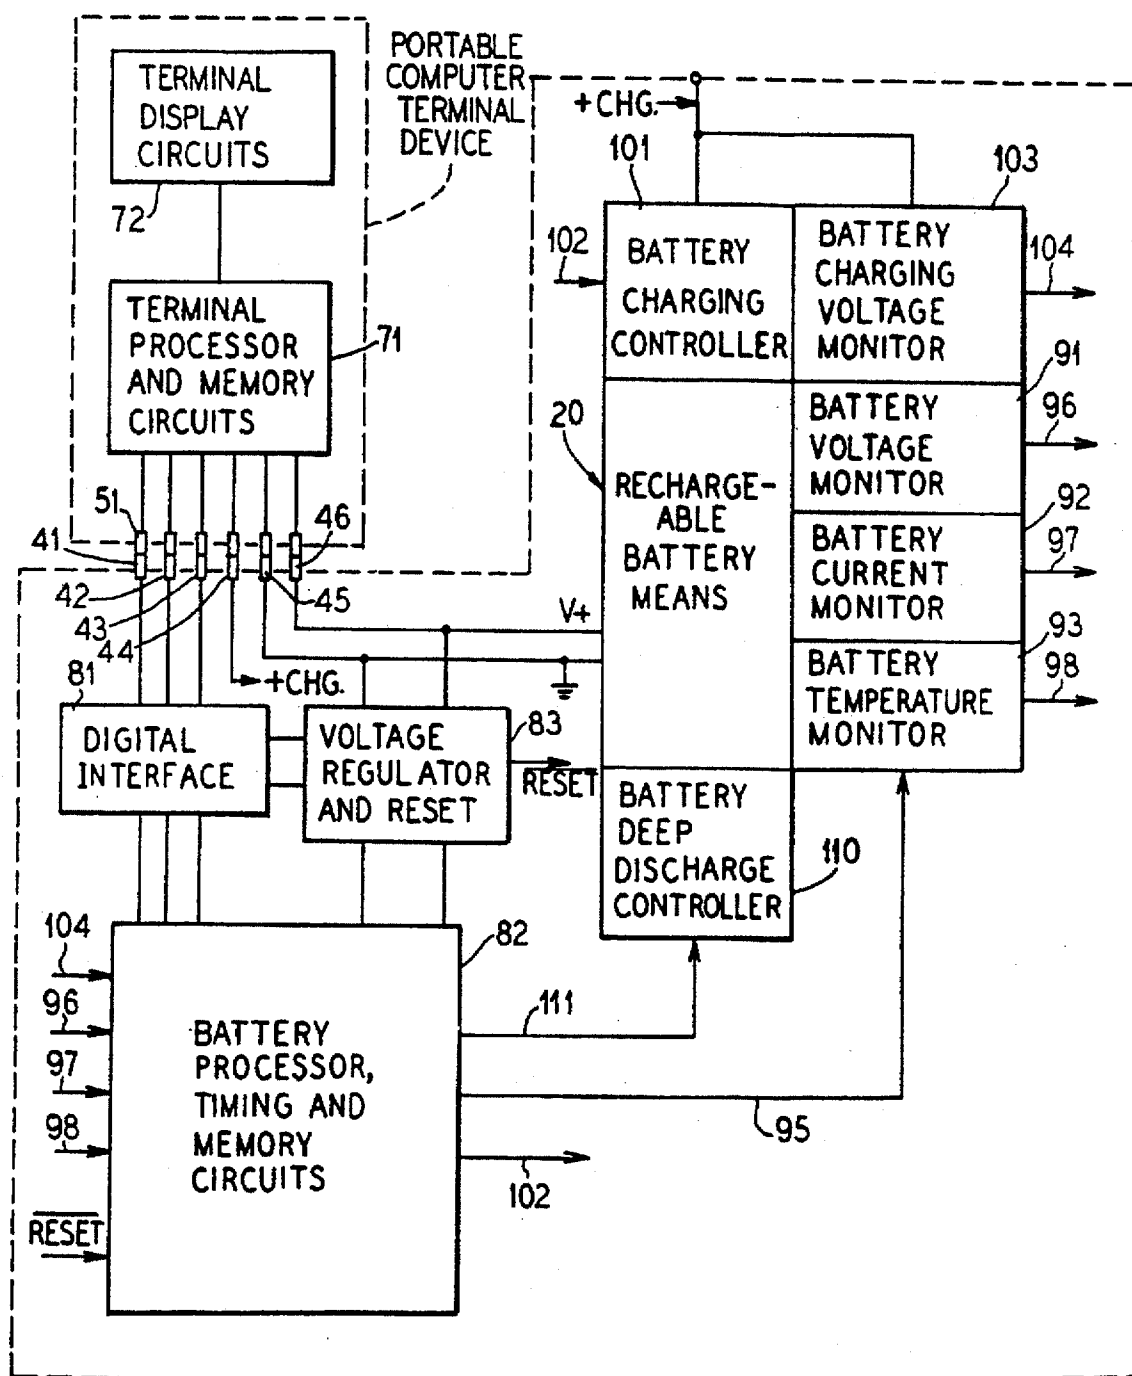 TERMINAL
DISPLAY
CIRCUITS
72
PORTABLE
COMPUTER
TERMINAL
DEVICE
TERMINAL
PROCESSOR
AND MEMORY
CIRCUITS
71
51
41
42
43
44
45
46
+CHG.
V+
81
DIGITAL
INTERFACE
VOLTAGE
REGULATOR
AND RESET
83
RESET
+CHG.
101
102
BATTERY
CHARGING
CONTROLLER
103
BATTERY
CHARGING
VOLTAGE
MONITOR
104
91
BATTERY
VOLTAGE
MONITOR
96
92
BATTERY
CURRENT
MONITOR
97
93
BATTERY
TEMPERATURE
MONITOR
98
20
RECHARGE-
ABLE
BATTERY
MEANS
BATTERY
DEEP
DISCHARGE
CONTROLLER
110
104
96
97
98
RESET
82
BATTERY
PROCESSOR,
TIMING AND
MEMORY
CIRCUITS
111
95
102